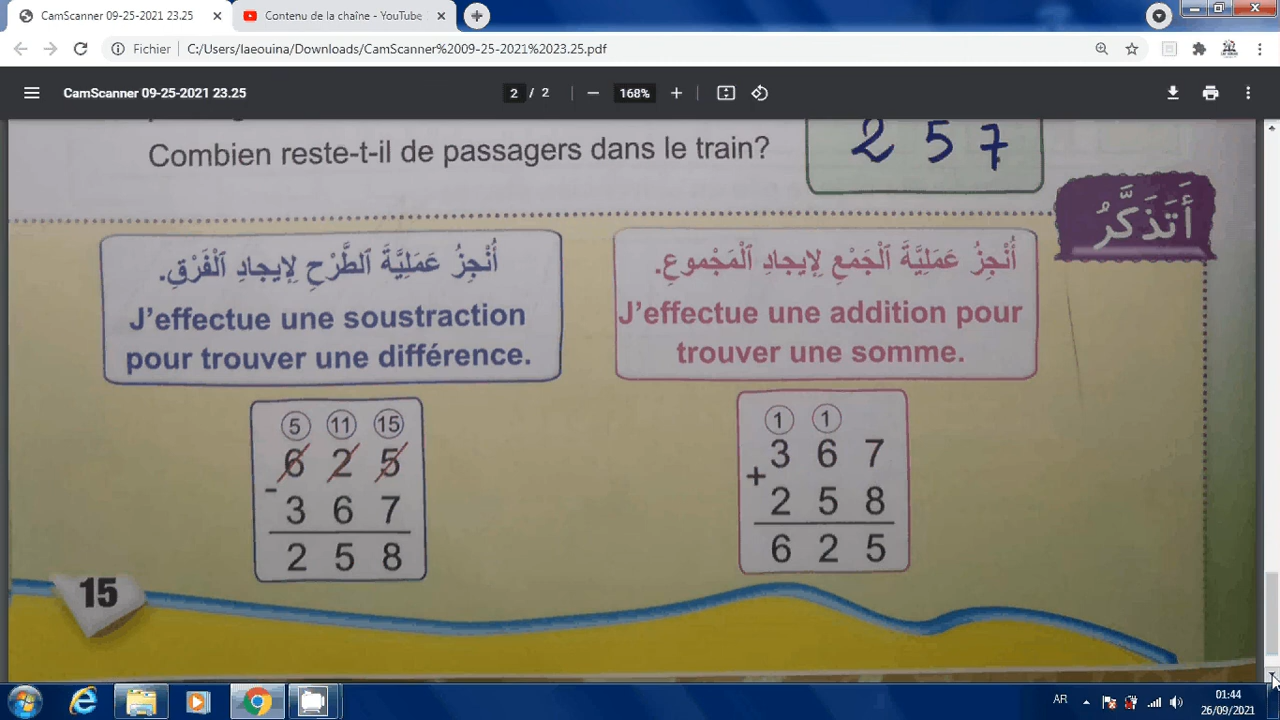 CamScanner 09-25-2021 23.25
Contenu de la chaîne - YouTube
Fichier
C:/Users/laeouina/Downloads/CamScanner%2009-25-2021%2023.25.pdf
CamScanner 09-25-2021 23.25
2 / 2
168%
Combien reste-t-il de passagers dans le train?
2 5 7
أَتَذَكَّرُ
أُنْجِزُ عَمَلِيَّةَ ٱلْجَمْعِ لِإيجادِ ٱلْمَجْموعِ.
J'effectue une addition pour
trouver une somme.
أُنْجِزُ عَمَلِيَّةَ ٱلطَّرْحِ لِإيجادِ ٱلْفَرْقِ.
J'effectue une soustraction
pour trouver une différence.
5 11 15
6 2 5
-
3 6 7
2 5 8
1 1
3 6 7
+
2 5 8
6 2 5
15
AR
01:44
26/09/2021